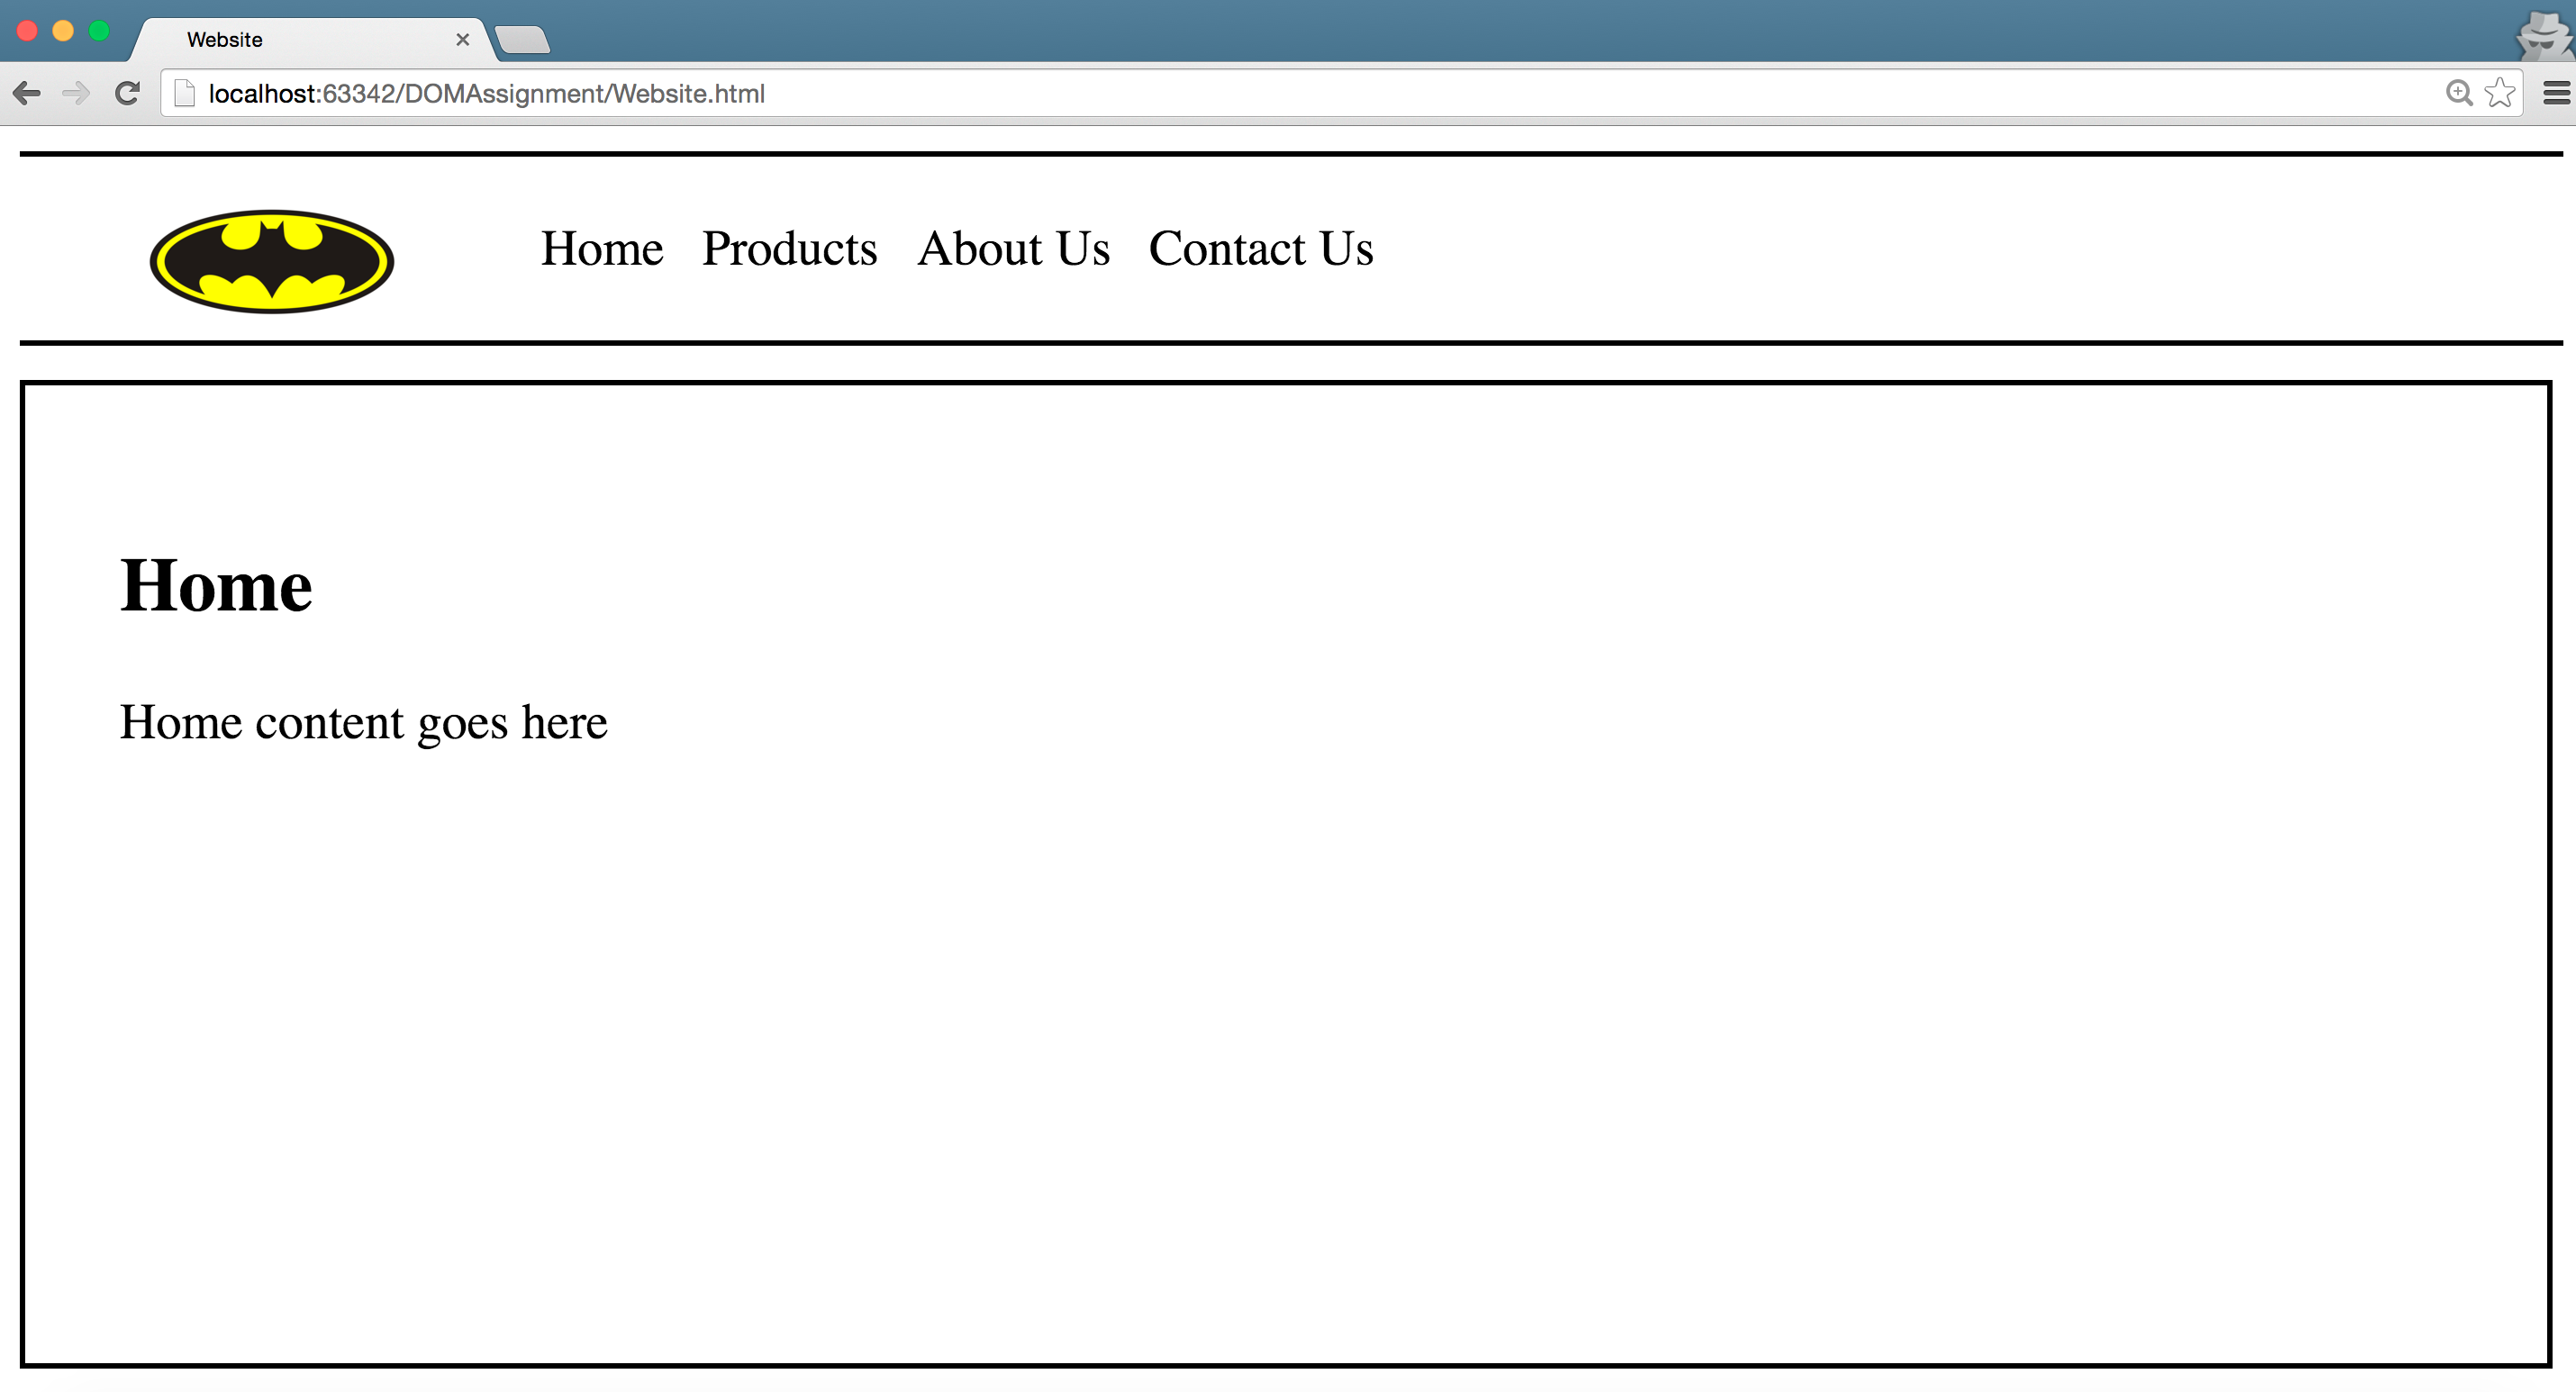 Website
localhost:63342/DOMAssignment/Website.html
Home Products About Us Contact Us
Home
Home content goes here